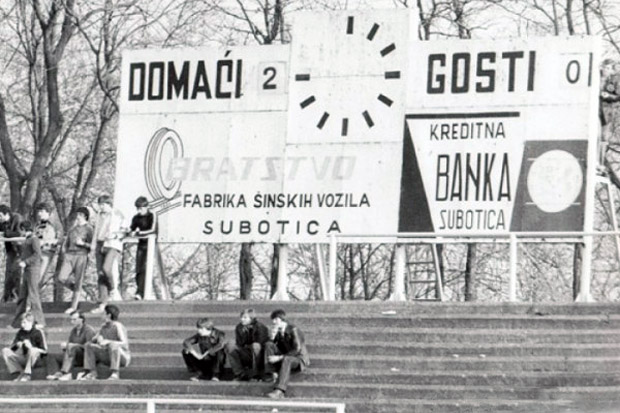 DOMAĆI 2 GOSTI 0
BRATSTVO
FABRIKA ŠINSKIH VOZILA
SUBOTICA
KREDITNA
BANKA
SUBOTICA